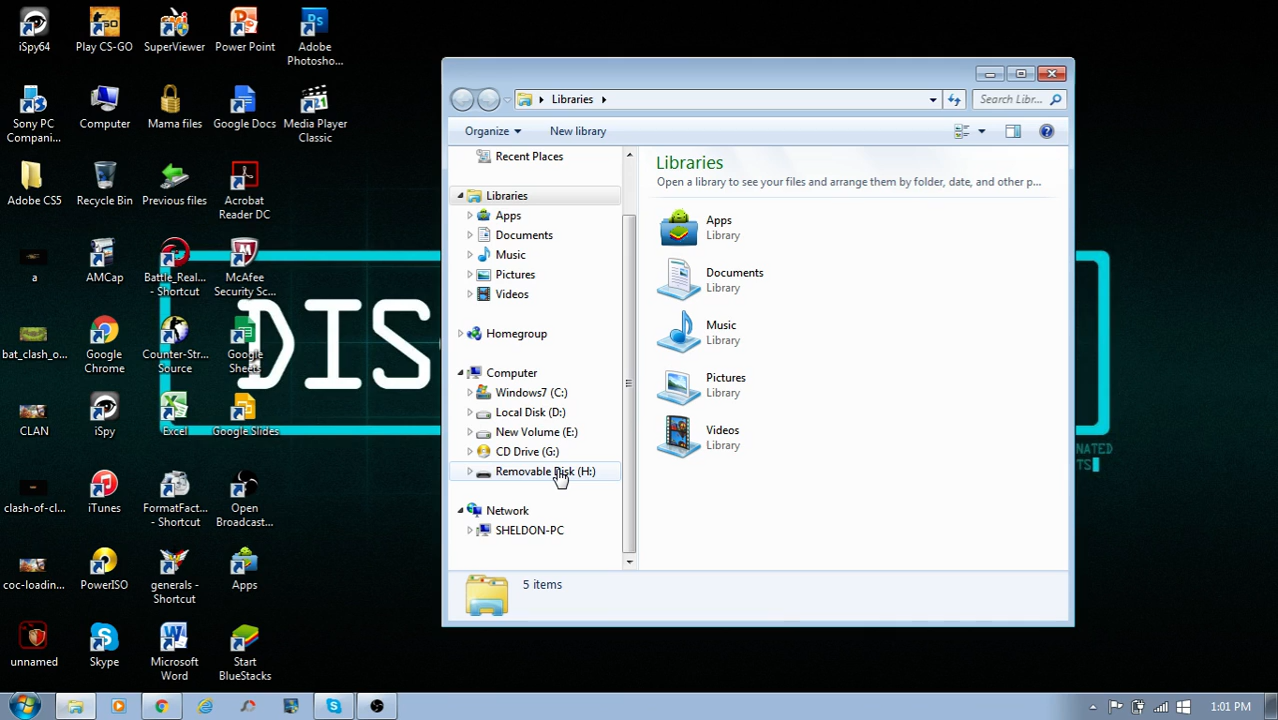 iSpy64
Play CS-GO
SuperViewer
Power Point
Adobe
Photosho...
Sony PC
Compani...
Computer
Mama files
Google Docs
Media Player
Classic
Adobe CS5
Recycle Bin
Previous files
Acrobat
Reader DC
a
AMCap
Battle_Real...
- Shortcut
McAfee
Security Sc...
bat_clash_o...
Google
Chrome
Counter-Str...
Source
Google
Sheets
CLAN
iSpy
Excel
Google Slides
clash-of-cl...
iTunes
FormatFact...
- Shortcut
Open
Broadcast...
coc-loadin...
PowerISO
generals -
Shortcut
Apps
unnamed
Skype
Microsoft
Word
Start
BlueStacks
DIS
NATED
TS
Libraries
Search Libr...
Organize
New library
Recent Places
Libraries
Apps
Documents
Music
Pictures
Videos
Homegroup
Computer
Windows7 (C:)
Local Disk (D:)
New Volume (E:)
CD Drive (G:)
Removable Disk (H:)
Network
SHELDON-PC
Libraries
Open a library to see your files and arrange them by folder, date, and other p...
Apps
Library
Documents
Library
Music
Library
Pictures
Library
Videos
Library
5 items
1:01 PM